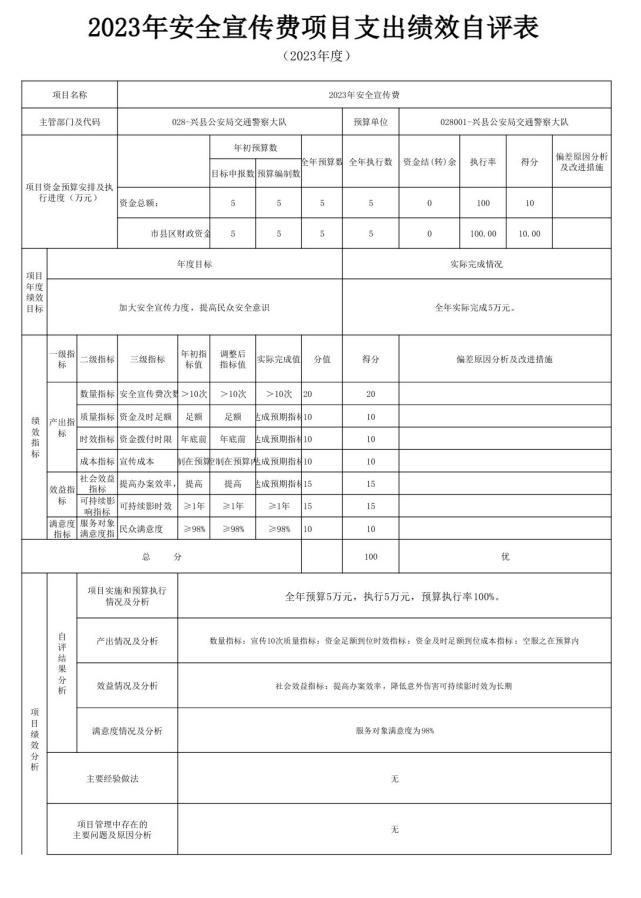 2023年安全宣传费项目支出绩效自评表
（2023年度）
项目名称 2023年安全宣传费
主管部门及代码 028-兴县公安局交通警察大队 预算单位 028001-兴县公安局交通警察大队
项目资金预算安排及执行进度（万元）
年初预算数 全年预算数 全年执行数 资金结(转)余 执行率 得分 偏差原因分析及改进措施
目标申报数 预算编制数
资金总额： 5 5 5 5 0 100 10
市县区财政资金 5 5 5 5 0 100.00 10.00
项目年度绩效目标
年度目标 实际完成情况
加大安全宣传力度，提高民众安全意识 全年实际完成5万元。
绩效指标
一级指标 二级指标 三级指标 年初指标值 调整后指标值 实际完成值 分值 得分 偏差原因分析及改进措施
产出指标
数量指标 安全宣传费次数 ＞10次 ＞10次 ＞10次 20 20
质量指标 资金及时足额 足额 足额 达成预期指标 10 10
时效指标 资金拨付时限 年底前 年底前 达成预期指标 10 10
成本指标 宣传成本 制在预算 控制在预算内 达成预期指标 10 10
效益指标
社会效益指标 提高办案效率， 提高 提高 达成预期指标 15 15
可持续影响指标 可持续影时效 ≥1年 ≥1年 ≥1年 15 15
满意度指标 服务对象满意度指 民众满意度 ≥98% ≥98% ≥98% 10 10
总 分 100 优
项目绩效分析
自评结果分析
项目实施和预算执行情况及分析 全年预算5万元，执行5万元，预算执行率100%。
产出情况及分析 数量指标：宣传10次质量指标：资金足额到位时效指标：资金及时足额到位成本指标：空服之在预算内
效益情况及分析 社会效益指标：提高办案效率，降低意外伤害可持续影时效为长期
满意度情况及分析 服务对象满意度为98%
主要经验做法 无
项目管理中存在的主要问题及原因分析 无